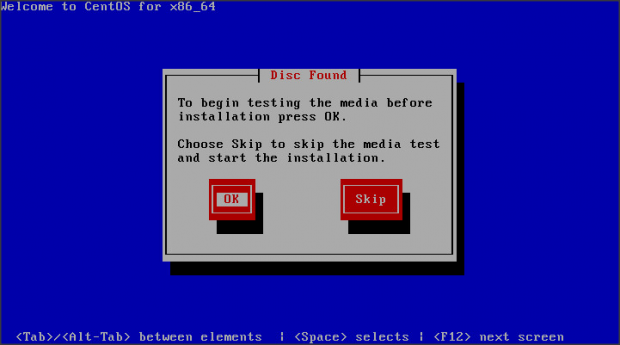 Welcome to CentOS for x86_64
Disc Found
To begin testing the media before
installation press OK.
Choose Skip to skip the media test
and start the installation.
OK Skip
<Tab>/<Alt-Tab> between elements | <Space> selects | <F12> next screen